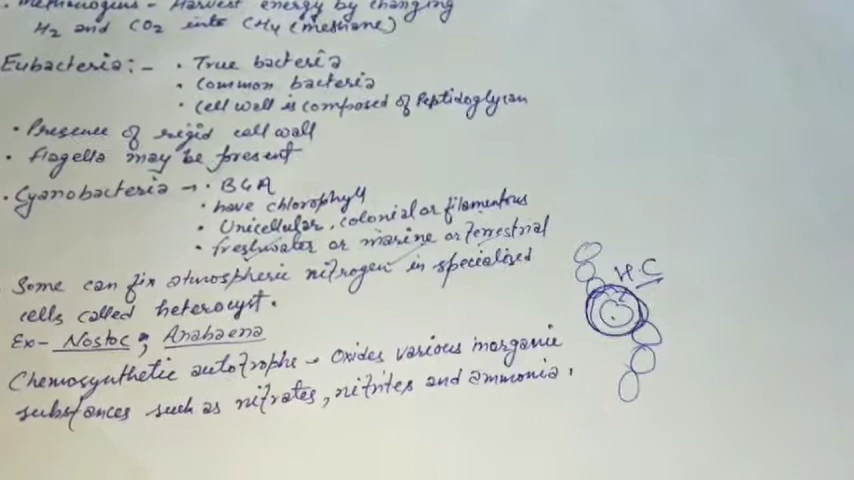 • Methanogens - Harvest energy by changing
H2 and CO2 into CH4 (methane)
Eubacteria:- • True bacteria
• Common bacteria
• Cell wall is composed of Peptidoglycan
• Presence of rigid cell wall
• Flagella may be present
• Cyanobacteria → • BGA
• have chlorophyll
• Unicellular, colonial or filamentous
• freshwater or marine or terrestrial
Some can fix atmospheric nitrogen in specialised
cells called heterocyst.
H.C
Ex- Nostoc ; Anabaena
Chemosynthetic autotrophe → Oxides various inorganic
substances such as nitrates, nitrites and ammonia.